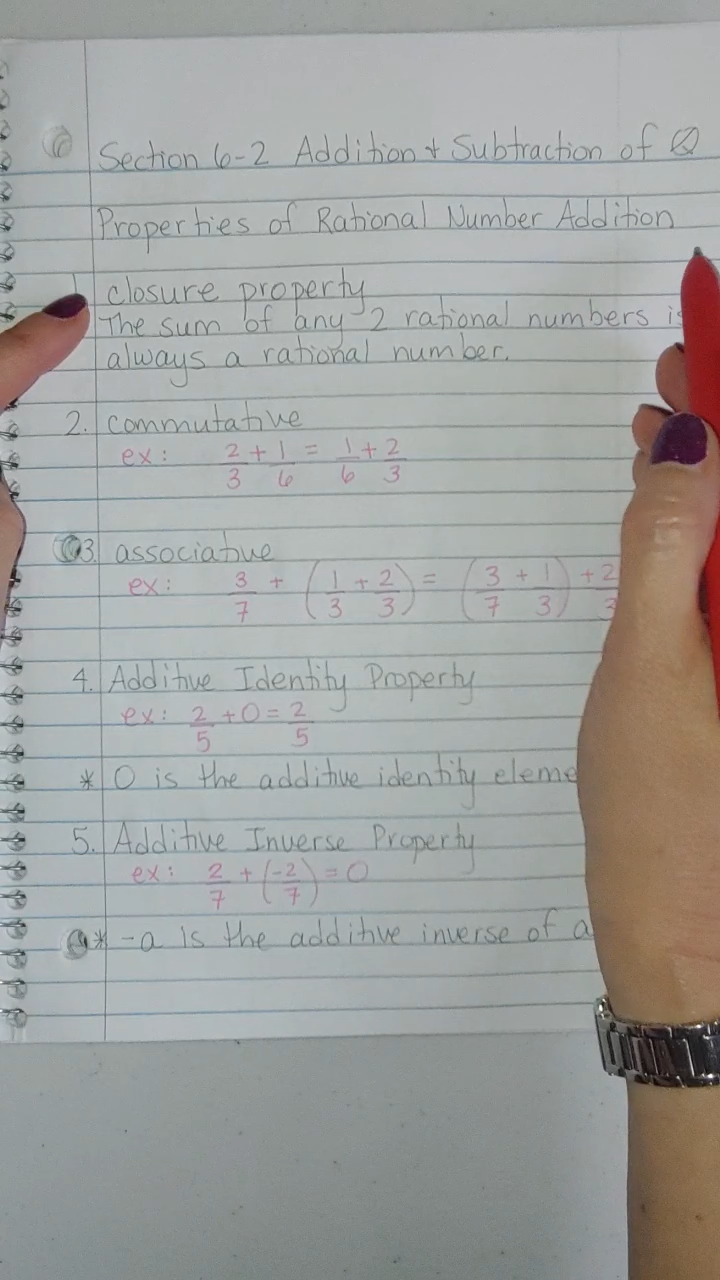 Section 6-2 Addition & Subtraction of ℚ
Properties of Rational Number Addition
1 closure property
The sum of any 2 rational numbers is
always a rational number.
2. commutative
ex: 2/3 + 1/6 = 1/6 + 2/3
3. associative
ex: 3/7 + (1/3 + 2/3) = (3/7 + 1/3) + 2/3
4. Additive Identity Property
ex: 2/5 + 0 = 2/5
* 0 is the additive identity eleme
5. Additive Inverse Property
ex: 2/7 + (-2/7) = 0
* -a is the additive inverse of a